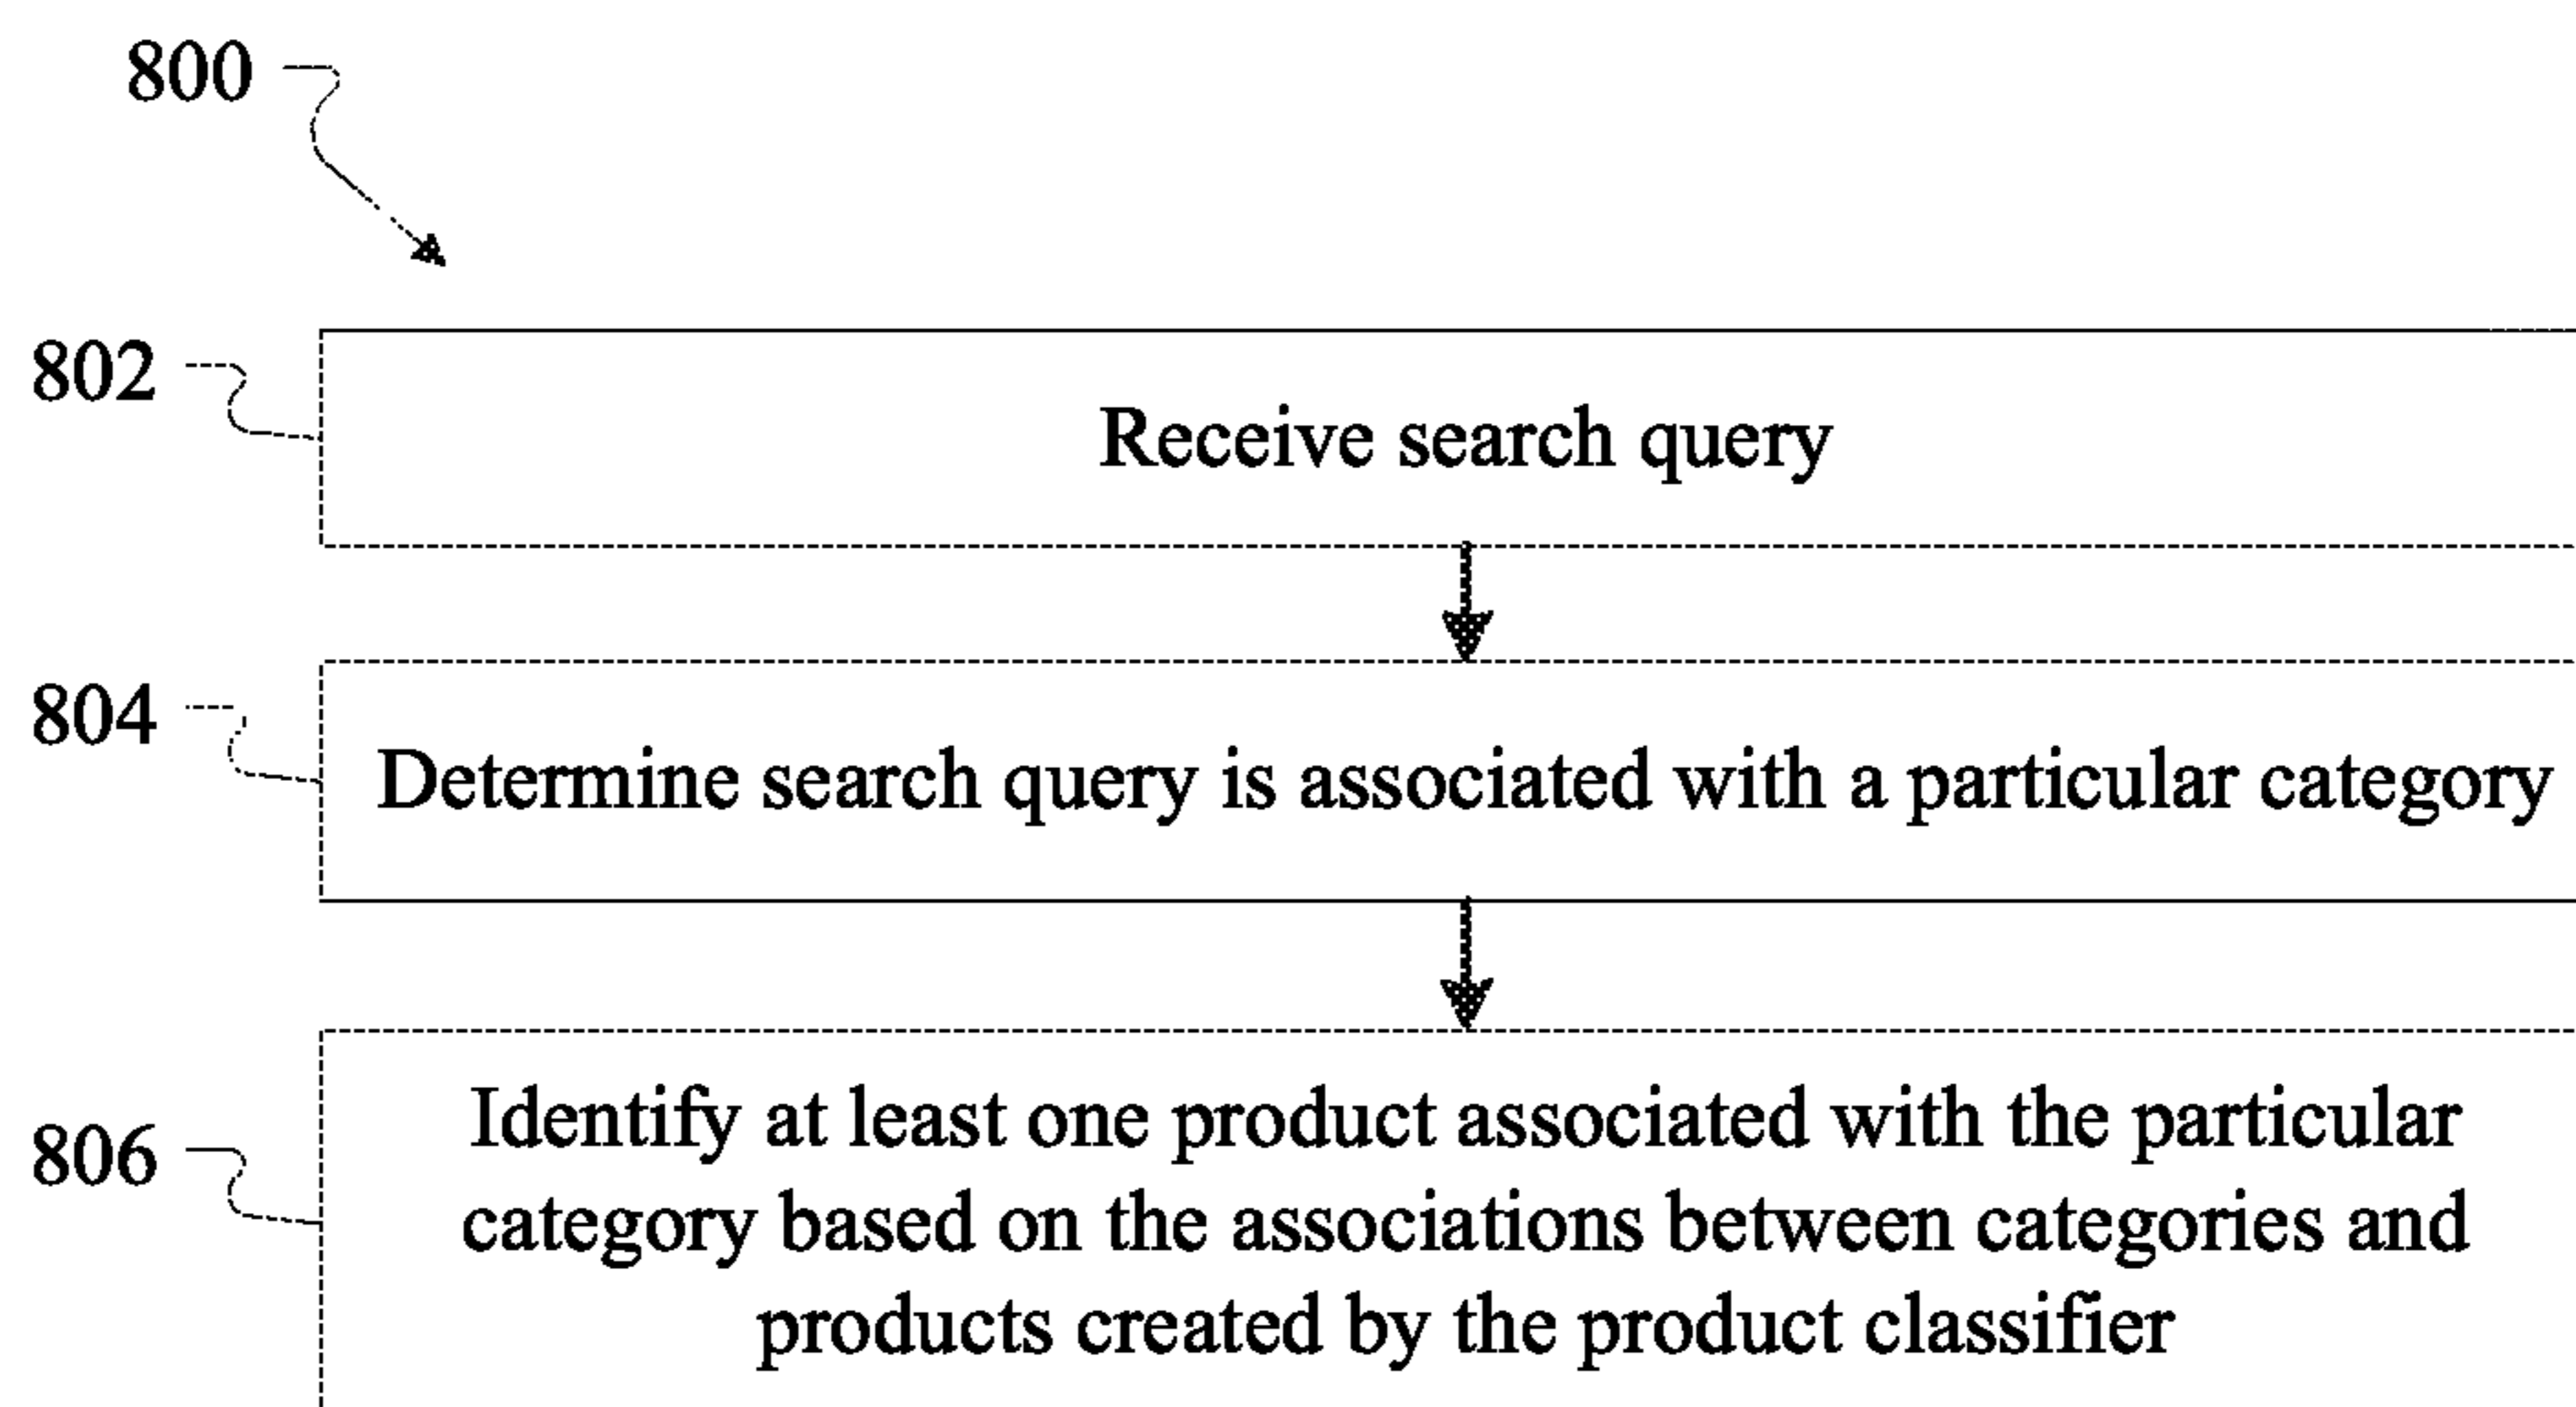 800
802
Receive search query
804
Determine search query is associated with a particular category
806
Identify at least one product associated with the particular
category based on the associations between categories and
products created by the product classifier